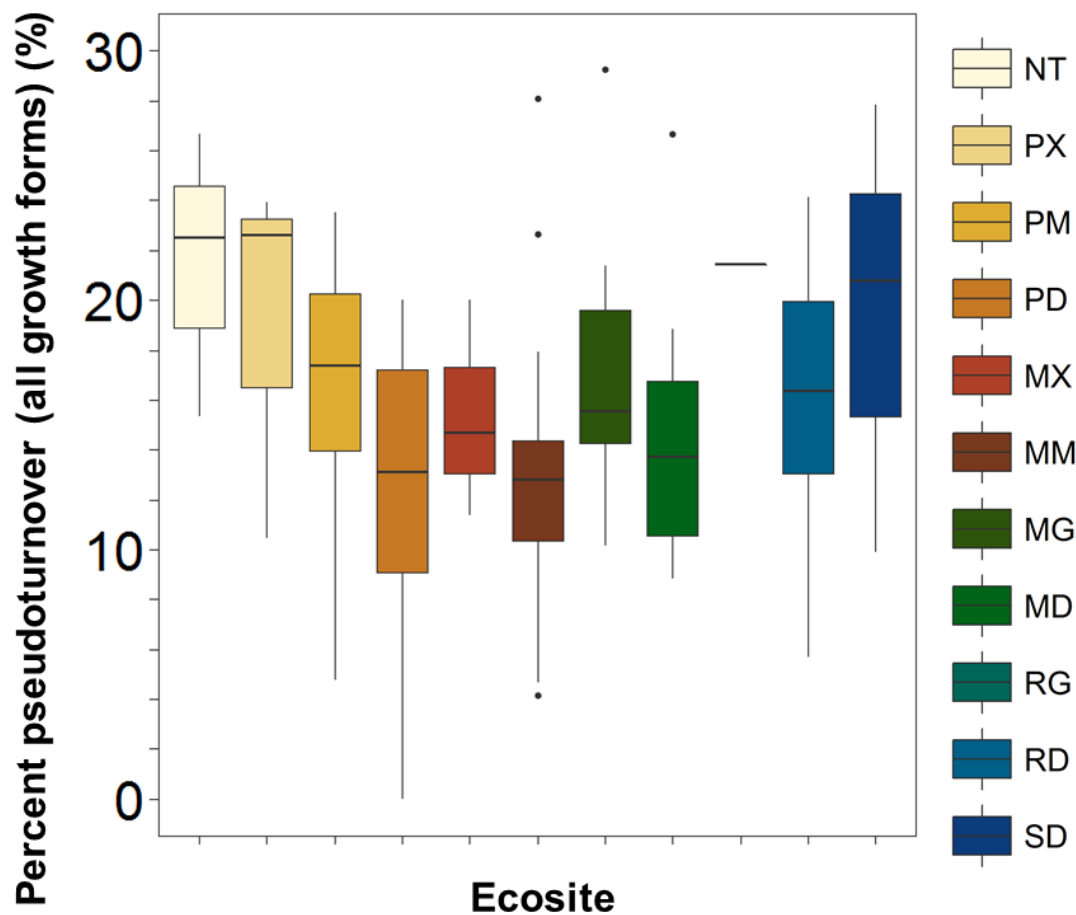 Percent pseudoturnover (all growth forms) (%)
30
20
10
0
Ecosite
NT
PX
PM
PD
MX
MM
MG
MD
RG
RD
SD